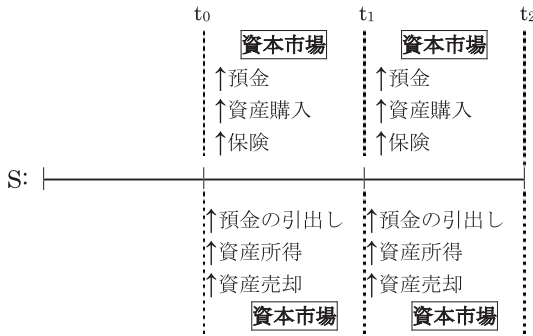 t₀ t₁ t₂
資本市場 資本市場
↑預金 ↑預金
↑資産購入 ↑資産購入
↑保険 ↑保険
S:
↑預金の引出し ↑預金の引出し
↑資産所得 ↑資産所得
↑資産売却 ↑資産売却
資本市場 資本市場